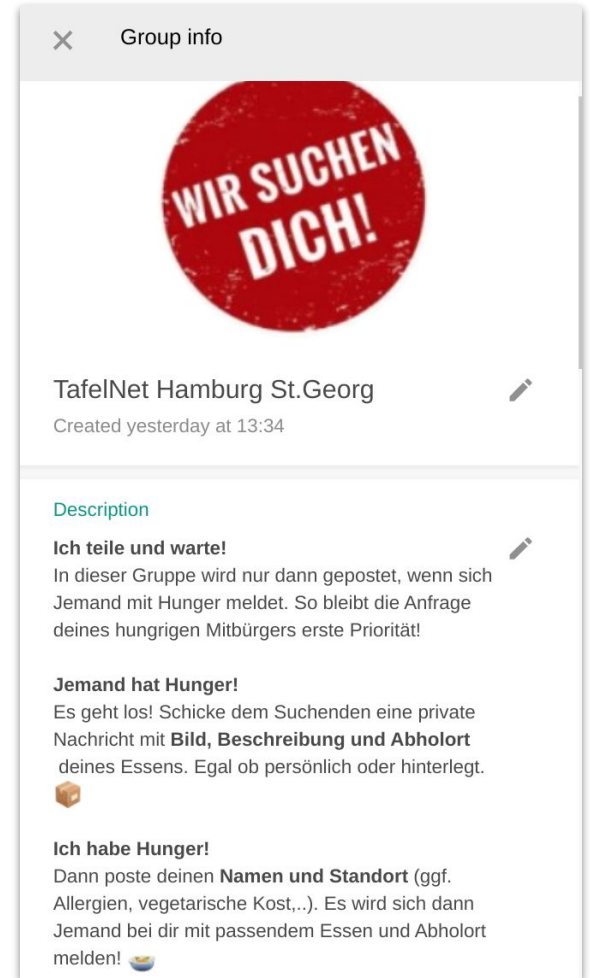 Group info
WIR SUCHEN
DICH!
TafelNet Hamburg St.Georg
Created yesterday at 13:34
Description
Ich teile und warte!
In dieser Gruppe wird nur dann gepostet, wenn sich
Jemand mit Hunger meldet. So bleibt die Anfrage
deines hungrigen Mitbürgers erste Priorität!
Jemand hat Hunger!
Es geht los! Schicke dem Suchenden eine private
Nachricht mit Bild, Beschreibung und Abholort
deines Essens. Egal ob persönlich oder hinterlegt.
📦
Ich habe Hunger!
Dann poste deinen Namen und Standort (ggf.
Allergien, vegetarische Kost,..). Es wird sich dann
Jemand bei dir mit passendem Essen und Abholort
melden! 🍲